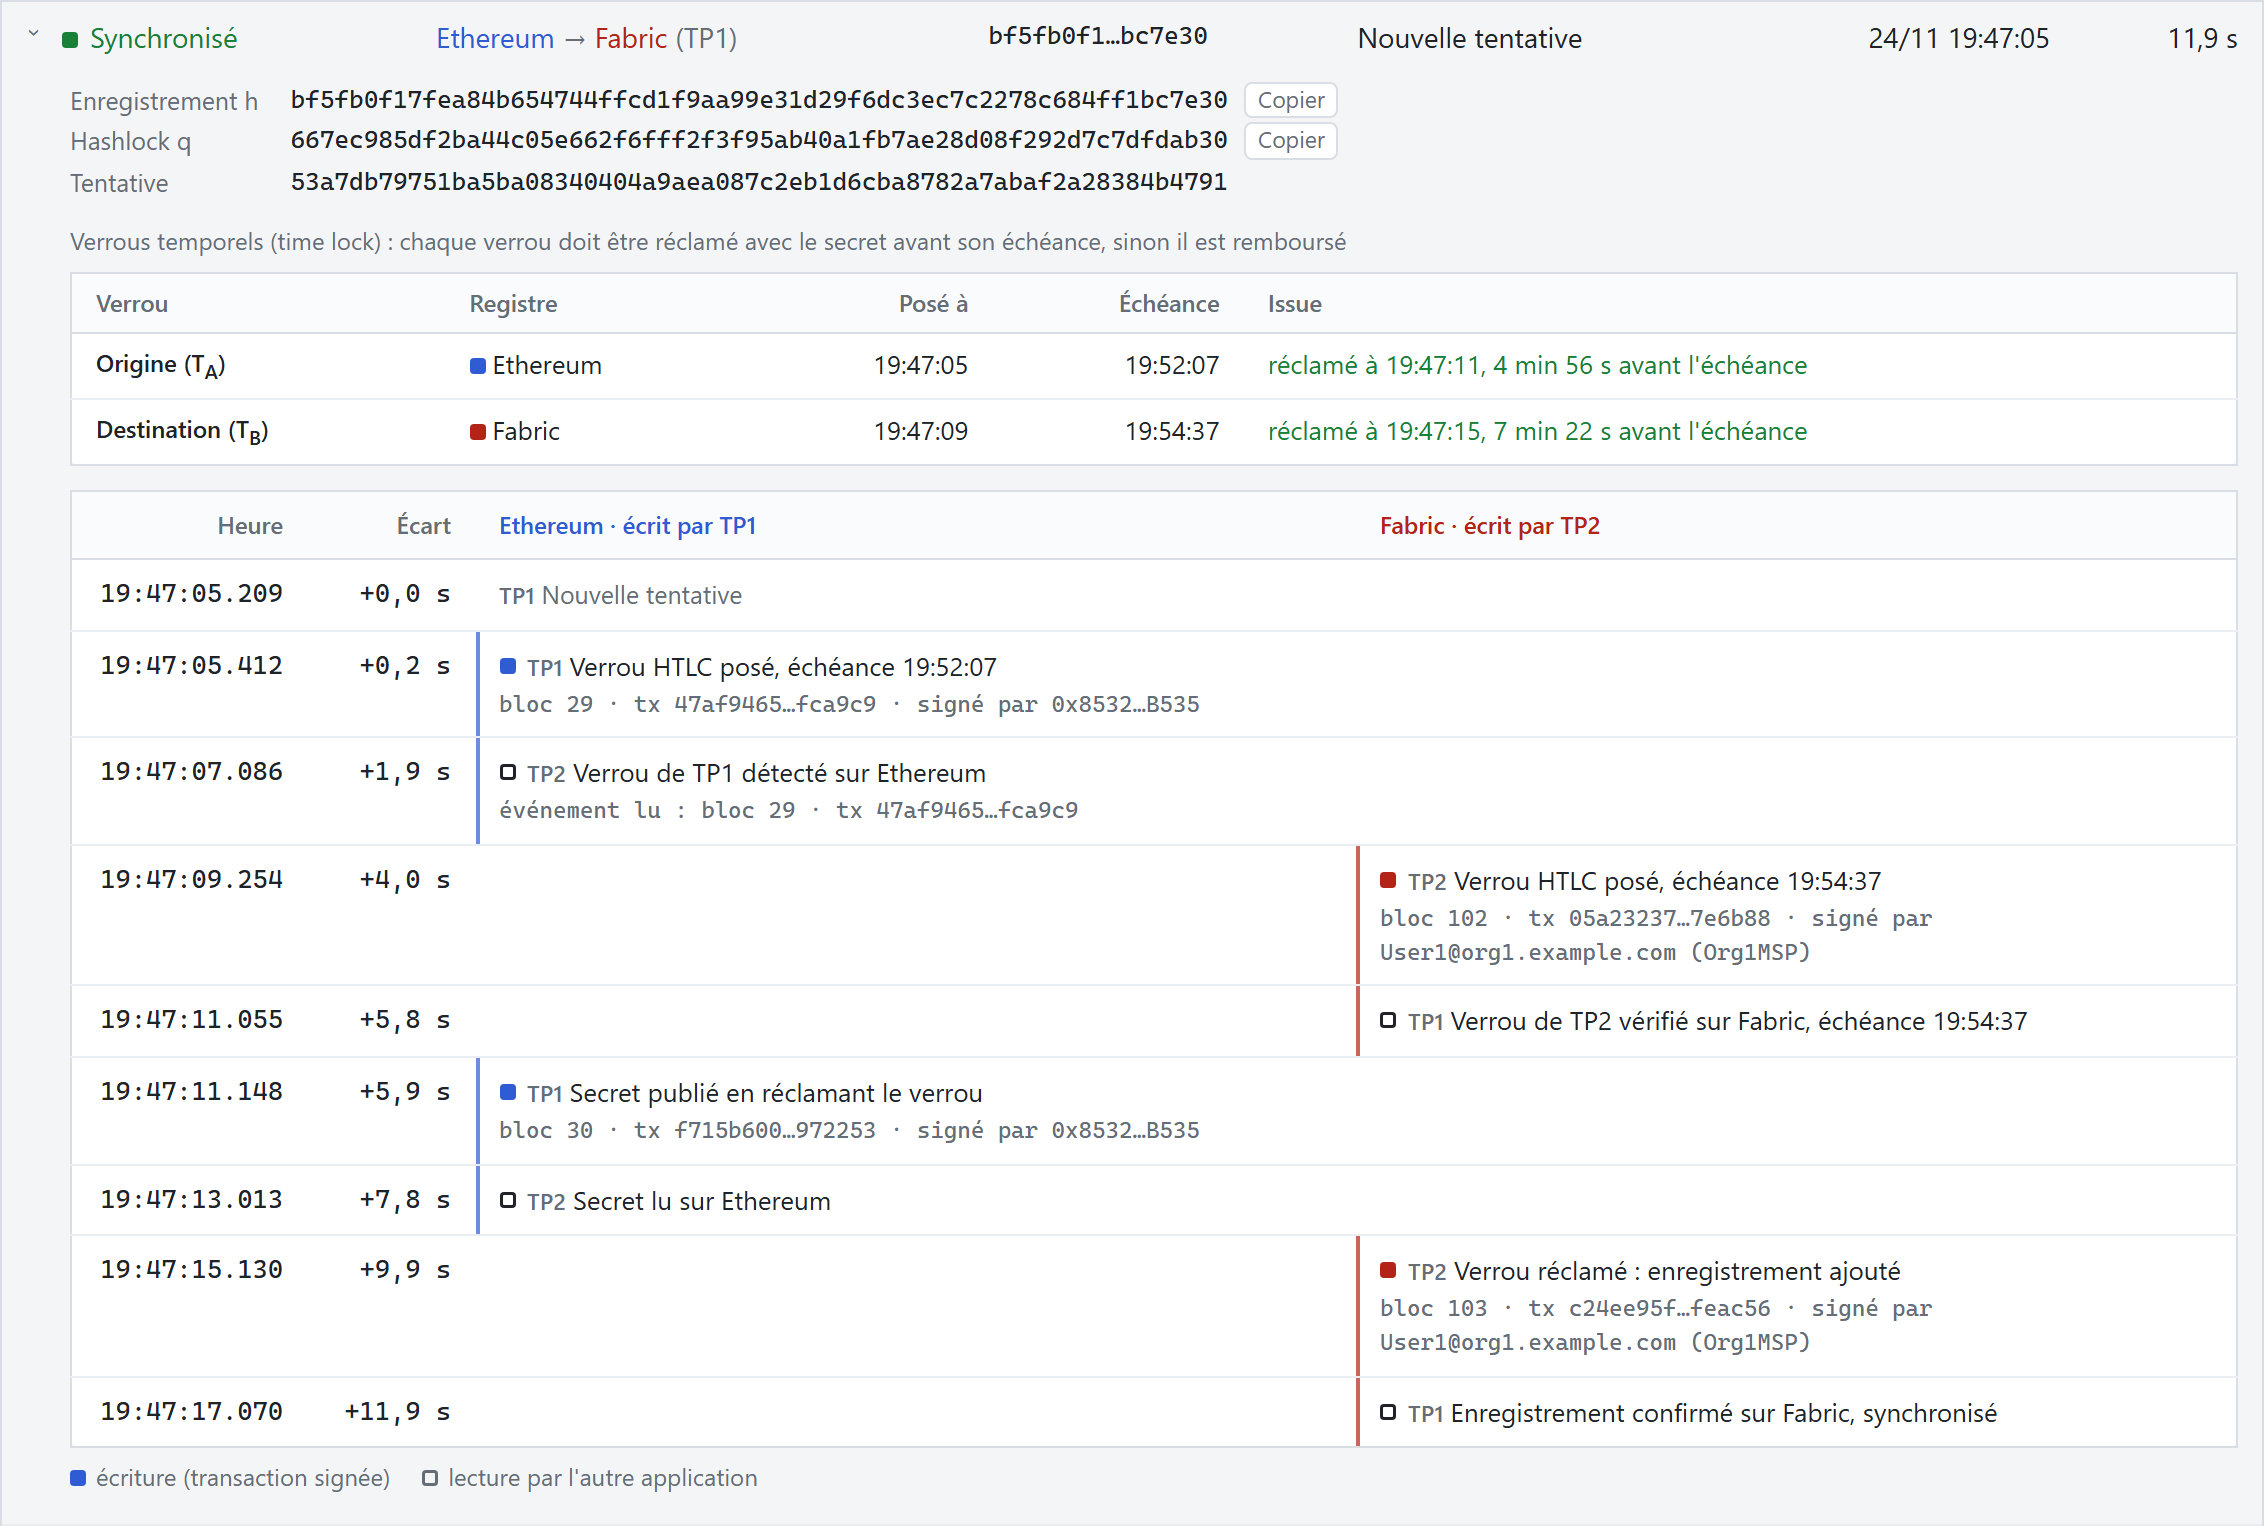 Synchronisé Ethereum → Fabric (TP1) bf5fb0f1…bc7e30 Nouvelle tentative 24/11 19:47:05 11,9 s
Enregistrement h bf5fb0f17fea84b654744ffcd1f9aa99e31d29f6dc3ec7c2278c684ff1bc7e30 Copier
Hashlock q 667ec985df2ba44c05e662f6fff2f3f95ab40a1fb7ae28d08f292d7c7dfdab30 Copier
Tentative 53a7db79751ba5ba08340404a9aea087c2eb1d6cba8782a7abaf2a28384b4791
Verrous temporels (time lock) : chaque verrou doit être réclamé avec le secret avant son échéance, sinon il est remboursé
Verrou Registre Posé à Échéance Issue
Origine (TA) Ethereum 19:47:05 19:52:07 réclamé à 19:47:11, 4 min 56 s avant l'échéance
Destination (TB) Fabric 19:47:09 19:54:37 réclamé à 19:47:15, 7 min 22 s avant l'échéance
Heure Écart Ethereum · écrit par TP1 Fabric · écrit par TP2
19:47:05.209 +0,0 s TP1 Nouvelle tentative
19:47:05.412 +0,2 s TP1 Verrou HTLC posé, échéance 19:52:07
bloc 29 · tx 47af9465…fca9c9 · signé par 0x8532…B535
19:47:07.086 +1,9 s TP2 Verrou de TP1 détecté sur Ethereum
événement lu : bloc 29 · tx 47af9465…fca9c9
19:47:09.254 +4,0 s TP2 Verrou HTLC posé, échéance 19:54:37
bloc 102 · tx 05a23237…7e6b88 · signé par
User1@org1.example.com (Org1MSP)
19:47:11.055 +5,8 s TP1 Verrou de TP2 vérifié sur Fabric, échéance 19:54:37
19:47:11.148 +5,9 s TP1 Secret publié en réclamant le verrou
bloc 30 · tx f715b600…972253 · signé par 0x8532…B535
19:47:13.013 +7,8 s TP2 Secret lu sur Ethereum
19:47:15.130 +9,9 s TP2 Verrou réclamé : enregistrement ajouté
bloc 103 · tx c24ee95f…feac56 · signé par
User1@org1.example.com (Org1MSP)
19:47:17.070 +11,9 s TP1 Enregistrement confirmé sur Fabric, synchronisé
écriture (transaction signée) lecture par l'autre application